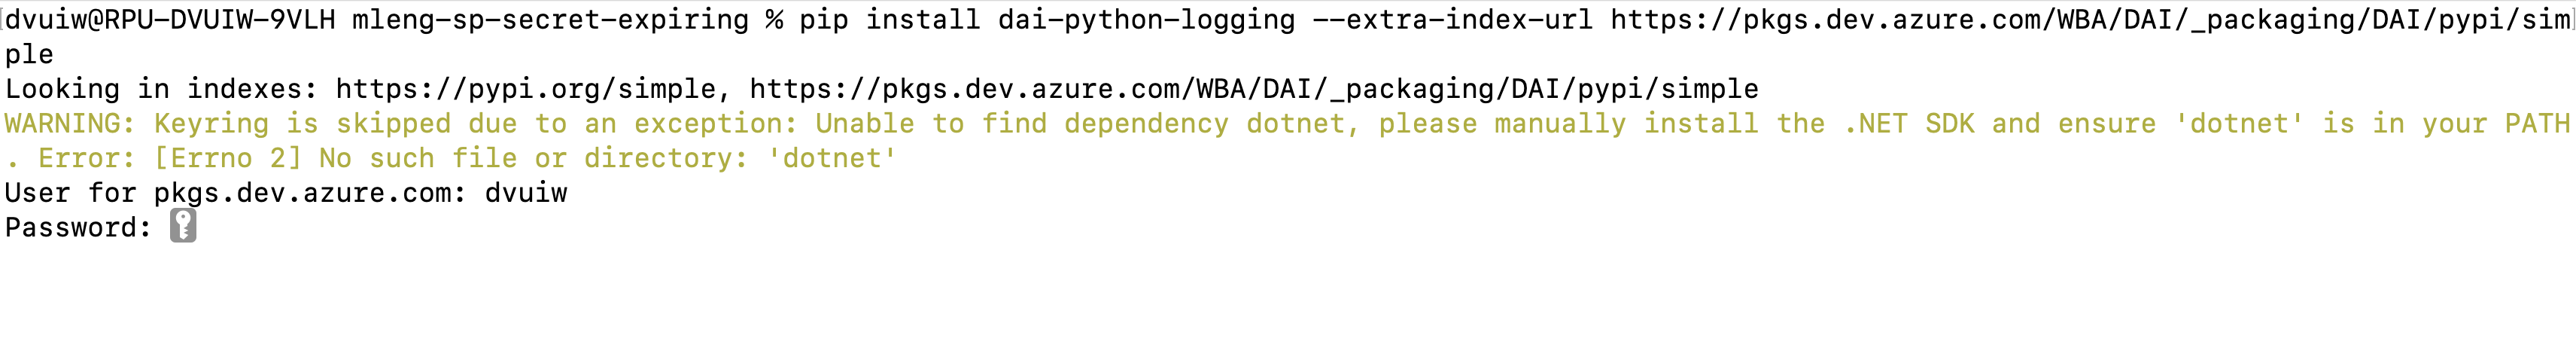 dvuiw@RPU-DVUIW-9VLH mleng-sp-secret-expiring % pip install dai-python-logging --extra-index-url https://pkgs.dev.azure.com/WBA/DAI/_packaging/DAI/pypi/sim
ple
Looking in indexes: https://pypi.org/simple, https://pkgs.dev.azure.com/WBA/DAI/_packaging/DAI/pypi/simple
WARNING: Keyring is skipped due to an exception: Unable to find dependency dotnet, please manually install the .NET SDK and ensure 'dotnet' is in your PATH
. Error: [Errno 2] No such file or directory: 'dotnet'
User for pkgs.dev.azure.com: dvuiw
Password: